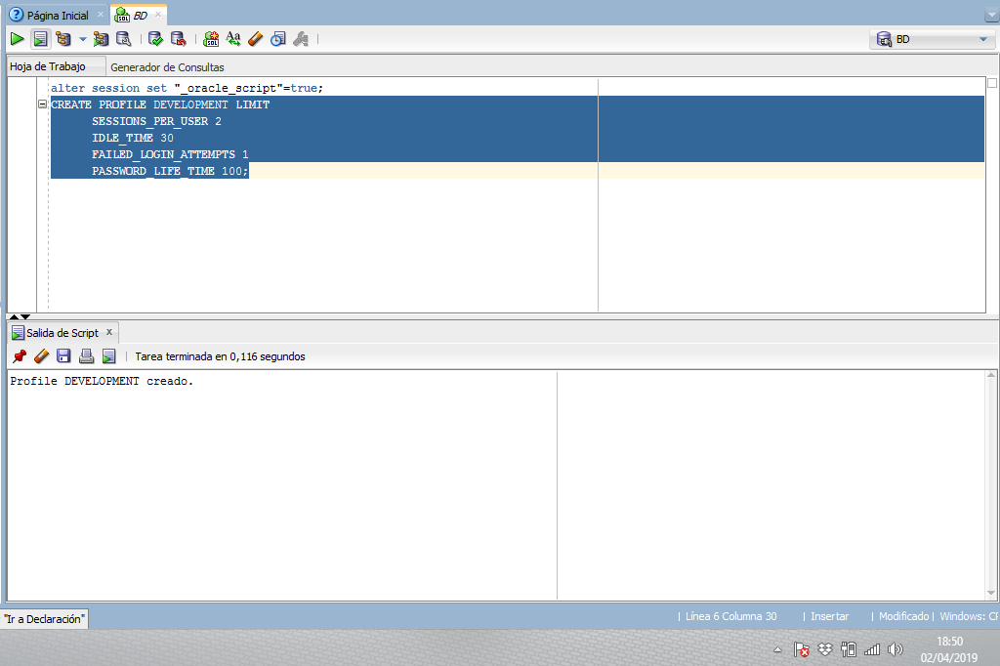 Página Inicial
BD
BD
Hoja de Trabajo
Generador de Consultas
alter session set "_oracle_script"=true;
CREATE PROFILE DEVELOPMENT LIMIT
SESSIONS_PER_USER 2
IDLE_TIME 30
FAILED_LOGIN_ATTEMPTS 1
PASSWORD_LIFE_TIME 100;
Salida de Script
Tarea terminada en 0,116 segundos
Profile DEVELOPMENT creado.
"Ir a Declaración"
| Línea 6 Columna 30 | Insertar | Modificado | Windows: CF
18:50
02/04/2019